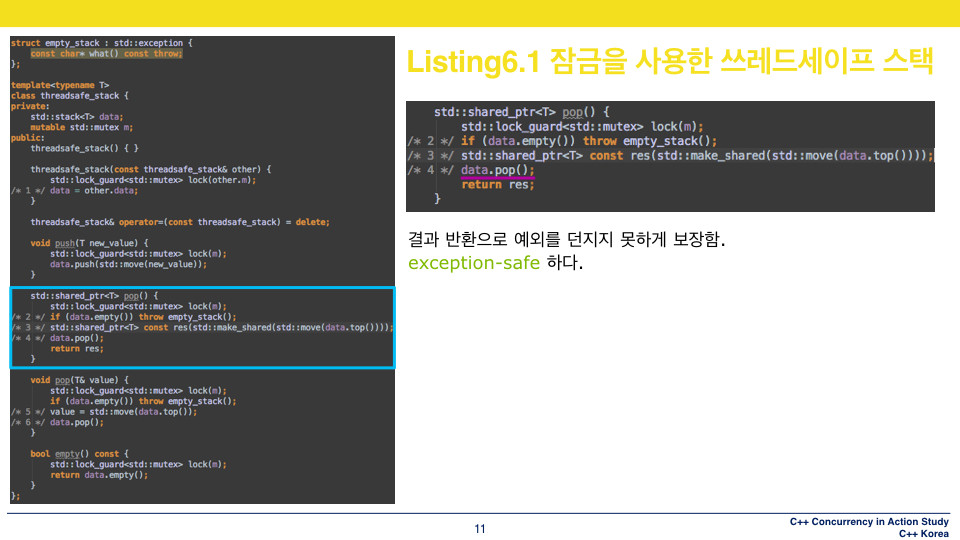 struct empty_stack : std::exception {
    const char* what() const throw;
};
template<typename T>
class threadsafe_stack {
private:
    std::stack<T> data;
    mutable std::mutex m;
public:
    threadsafe_stack() { }
    threadsafe_stack(const threadsafe_stack& other) {
        std::lock_guard<std::mutex> lock(other.m);
/* 1 */ data = other.data;
    }
    threadsafe_stack& operator=(const threadsafe_stack) = delete;
    void push(T new_value) {
        std::lock_guard<std::mutex> lock(m);
        data.push(std::move(new_value));
    }
    std::shared_ptr<T> pop() {
        std::lock_guard<std::mutex> lock(m);
/* 2 */ if (data.empty()) throw empty_stack();
/* 3 */ std::shared_ptr<T> const res(std::make_shared(std::move(data.top())));
/* 4 */ data.pop();
        return res;
    }
    void pop(T& value) {
        std::lock_guard<std::mutex> lock(m);
        if (data.empty()) throw empty_stack();
/* 5 */ value = std::move(data.top());
/* 6 */ data.pop();
    }
    bool empty() const {
        std::lock_guard<std::mutex> lock(m);
        return data.empty();
    }
};
Listing6.1 잠금을 사용한 쓰레드세이프 스택
    std::shared_ptr<T> pop() {
        std::lock_guard<std::mutex> lock(m);
/* 2 */ if (data.empty()) throw empty_stack();
/* 3 */ std::shared_ptr<T> const res(std::make_shared(std::move(data.top())));
/* 4 */ data.pop();
        return res;
    }
결과 반환으로 예외를 던지지 못하게 보장함.
exception-safe 하다.
11
C++ Concurrency in Action Study
C++ Korea